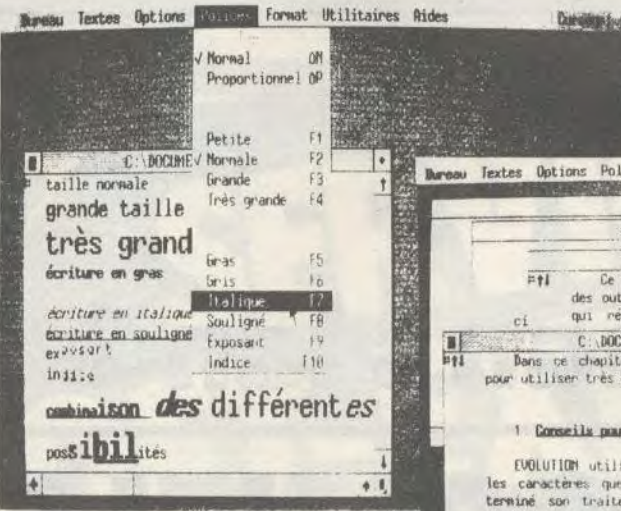 Bureau Textes Options Polices Format Utilitaires Aides
√ Normal ◊N
Proportionnel ◊P
Petite F1
√ Normale F2
Grande F3
Très grande F4
Gras F5
Gris F6
Italique F7
Souligné F8
Exposant F9
Indice F10
C:\DOCUME
taille normale
grande taille
très grand
écriture en gras
écriture en italique
écriture en souligné
exposant
indice
combinaison des différentes
possibilités
Bureau Textes Options Pol
Ce
des out
ci qui ré
C:\DOC
Dans ce chapit
pour utiliser très
1 Conseils pour
EVOLUTION utili
les caractères que
terminé son traite